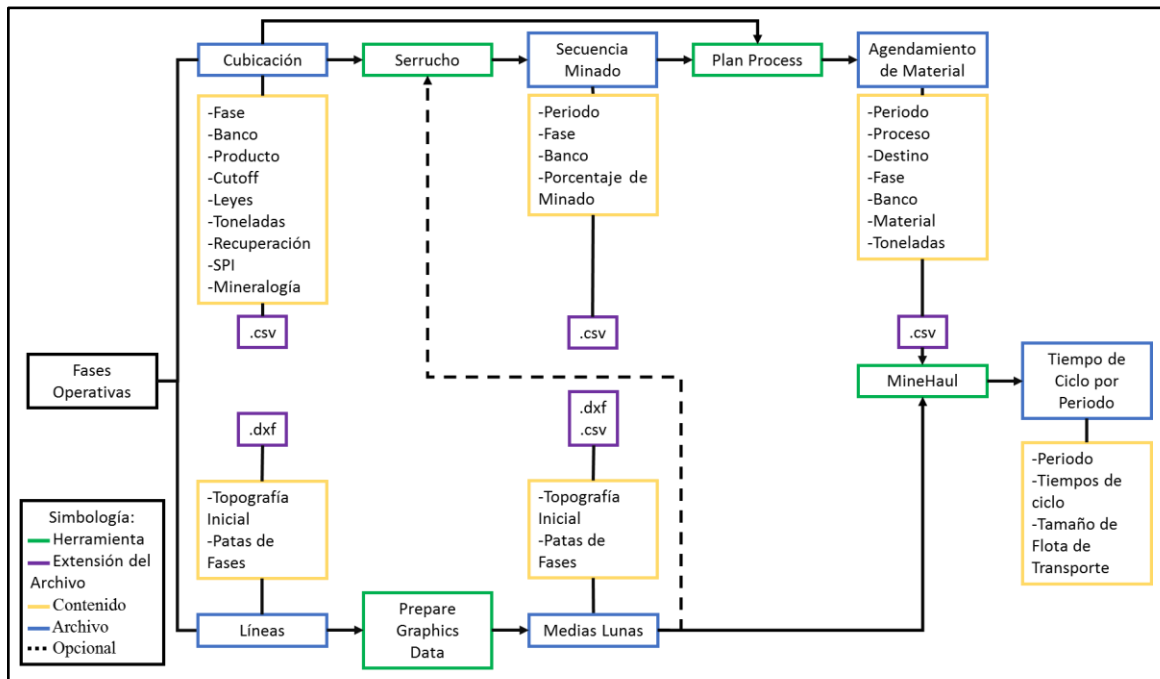 Cubicación
Serrucho
Secuencia
Minado
Plan Process
Agendamiento
de Material
-Fase
-Banco
-Producto
-Cutoff
-Leyes
-Toneladas
-Recuperación
-SPI
-Mineralogía
-Periodo
-Fase
-Banco
-Porcentaje de
Minado
-Periodo
-Proceso
-Destino
-Fase
-Banco
-Material
-Toneladas
.csv
.csv
.csv
Fases
Operativas
MineHaul
Tiempo de
Ciclo por
Periodo
.dxf
.dxf
.csv
-Topografía
Inicial
-Patas de
Fases
-Topografía
Inicial
-Patas de
Fases
-Periodo
-Tiempos de
ciclo
-Tamaño de
Flota de
Transporte
Simbología:
Herramienta
Extensión del
Archivo
Contenido
Archivo
Opcional
Líneas
Prepare
Graphics
Data
Medias Lunas